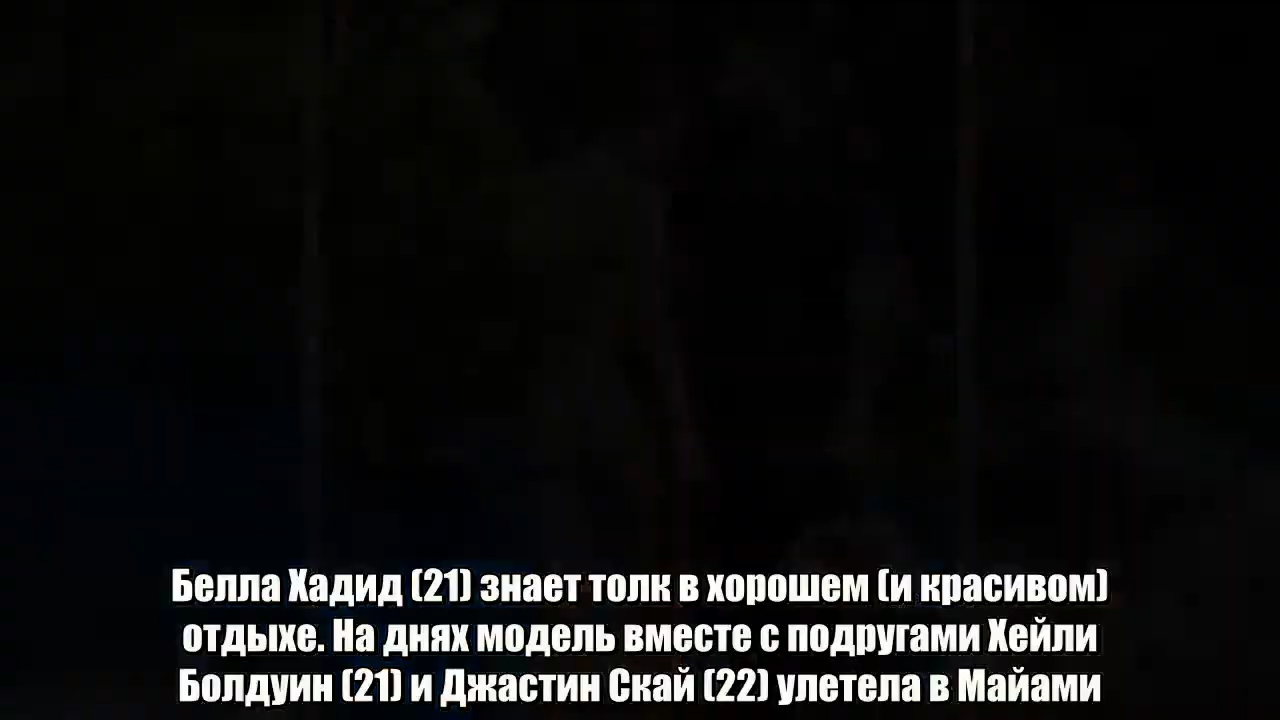 Белла Хадид (21) знает толк в хорошем (и красивом)
отдыхе. На днях модель вместе с подругами Хейли
Болдуин (21) и Джастин Скай (22) улетела в Майами